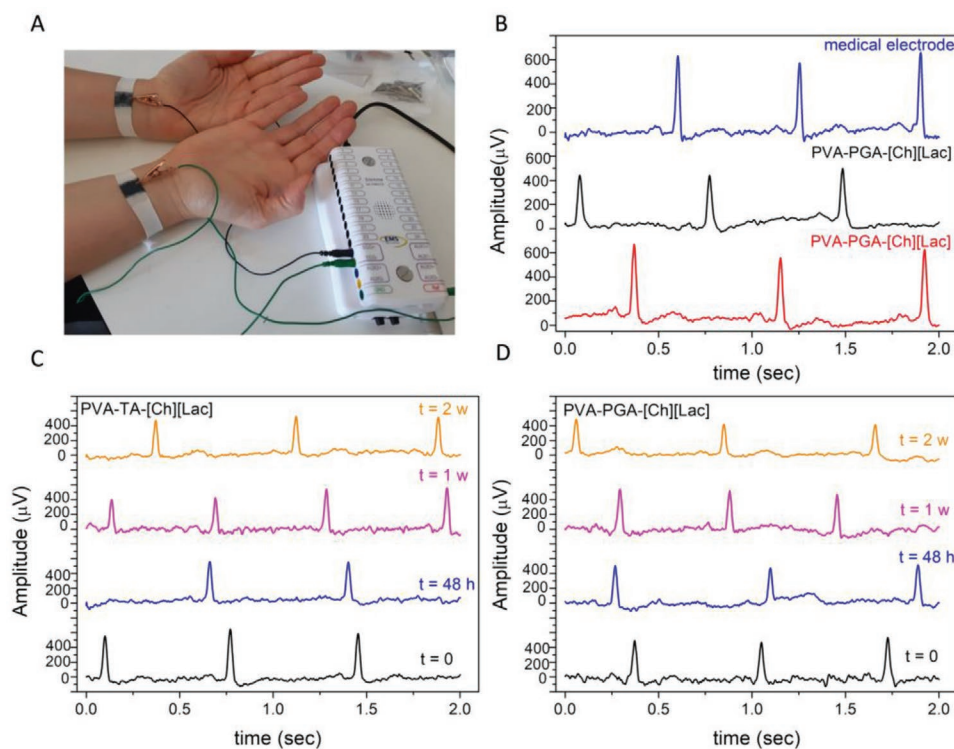 A
B
medical electrode
600
400
200
0
PVA-PGA-[Ch][Lac]
600
400
200
0
PVA-PGA-[Ch][Lac]
600
400
200
0
Amplitude(μV)
0.0 0.5 1.0 1.5 2.0
time (sec)
C
PVA-TA-[Ch][Lac]
t = 2 w
400
200
0
t = 1 w
400
200
0
t = 48 h
400
200
0
t = 0
400
200
0
Amplitude (μV)
0.0 0.5 1.0 1.5 2.0
time (sec)
D
PVA-PGA-[Ch][Lac]
t = 2 w
400
200
0
t = 1 w
400
200
0
t = 48 h
400
200
0
t = 0
400
200
0
Amplitude (μV)
0.0 0.5 1.0 1.5 2.0
time (sec)